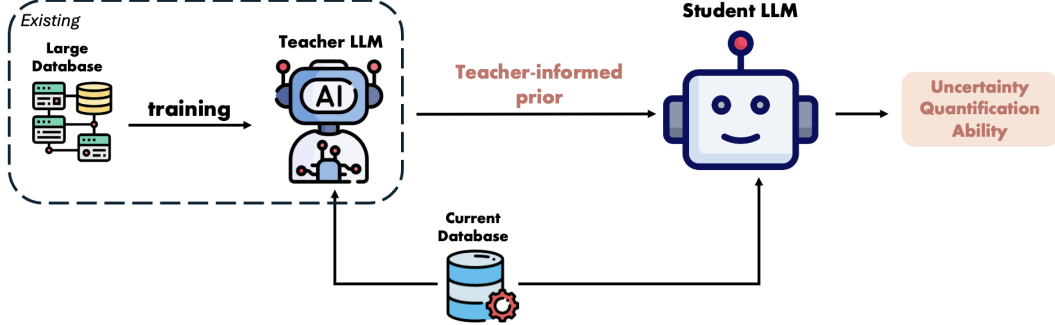 Existing
Large
Database
training
Teacher LLM
AI
Teacher-informed
prior
Student LLM
Uncertainty
Quantification
Ability
Current
Database